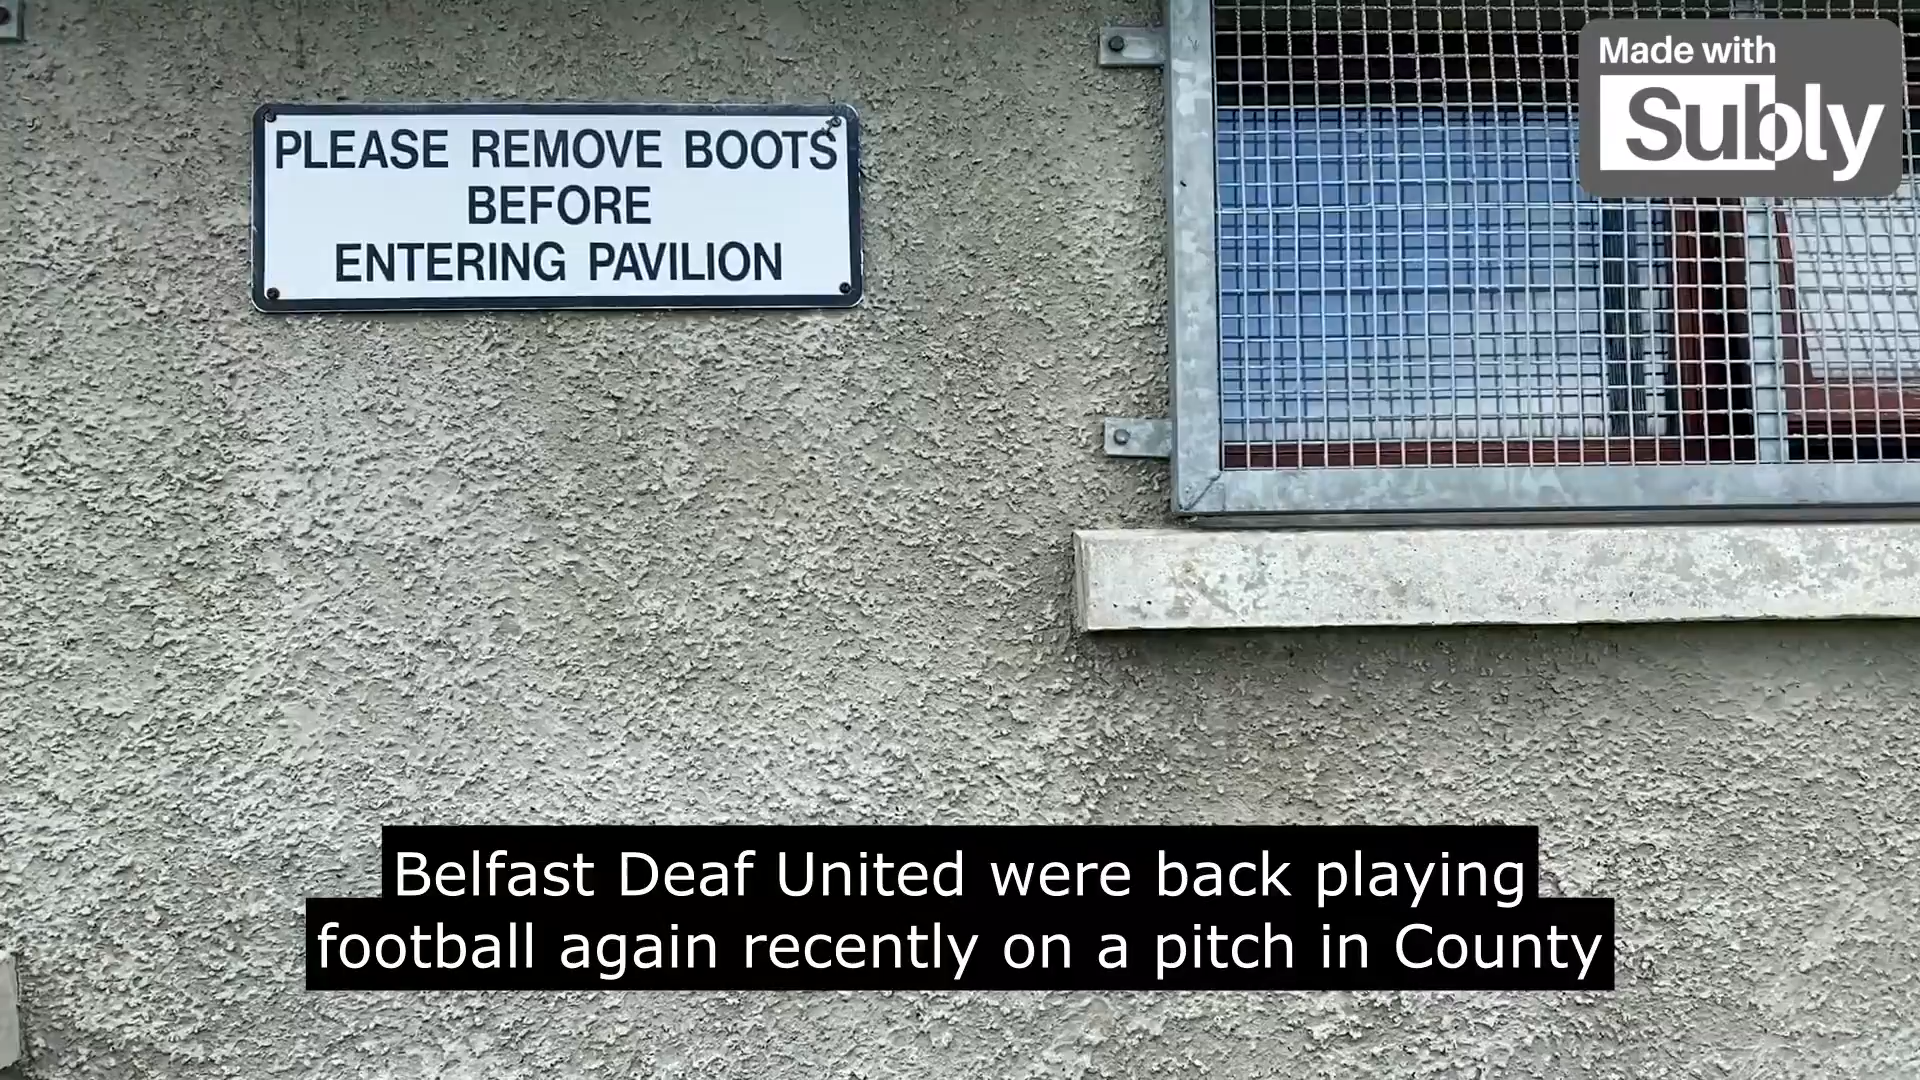 Made with
Subly
PLEASE REMOVE BOOTS
BEFORE
ENTERING PAVILION
Belfast Deaf United were back playing
football again recently on a pitch in County